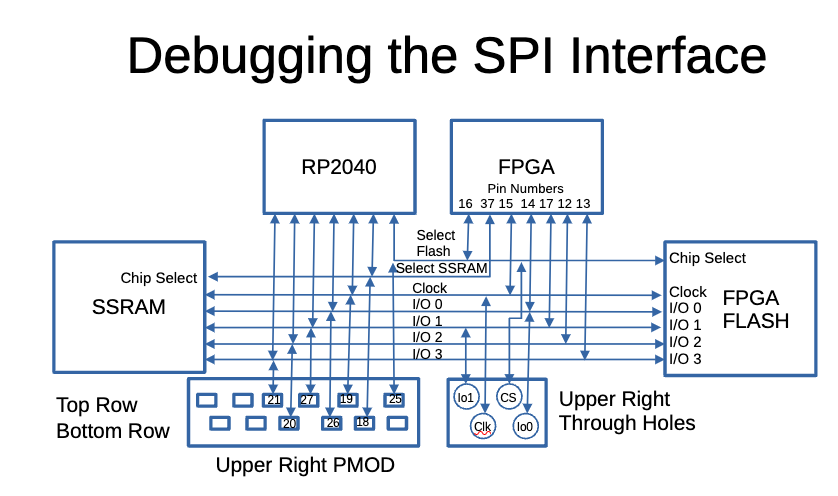 Debugging the SPI Interface
RP2040
FPGA
Pin Numbers
16 37 15 14 17 12 13
Select
Flash
Chip Select
Select SSRAM
Chip Select
SSRAM
Clock
Clock
I/O 0
I/O 0
I/O 1
I/O 1
I/O 2
I/O 2
I/O 3
I/O 3
FPGA
FLASH
Top Row
Bottom Row
21 27 19 25
20 26 18
Upper Right PMOD
Io1 CS
Clk Io0
Upper Right
Through Holes